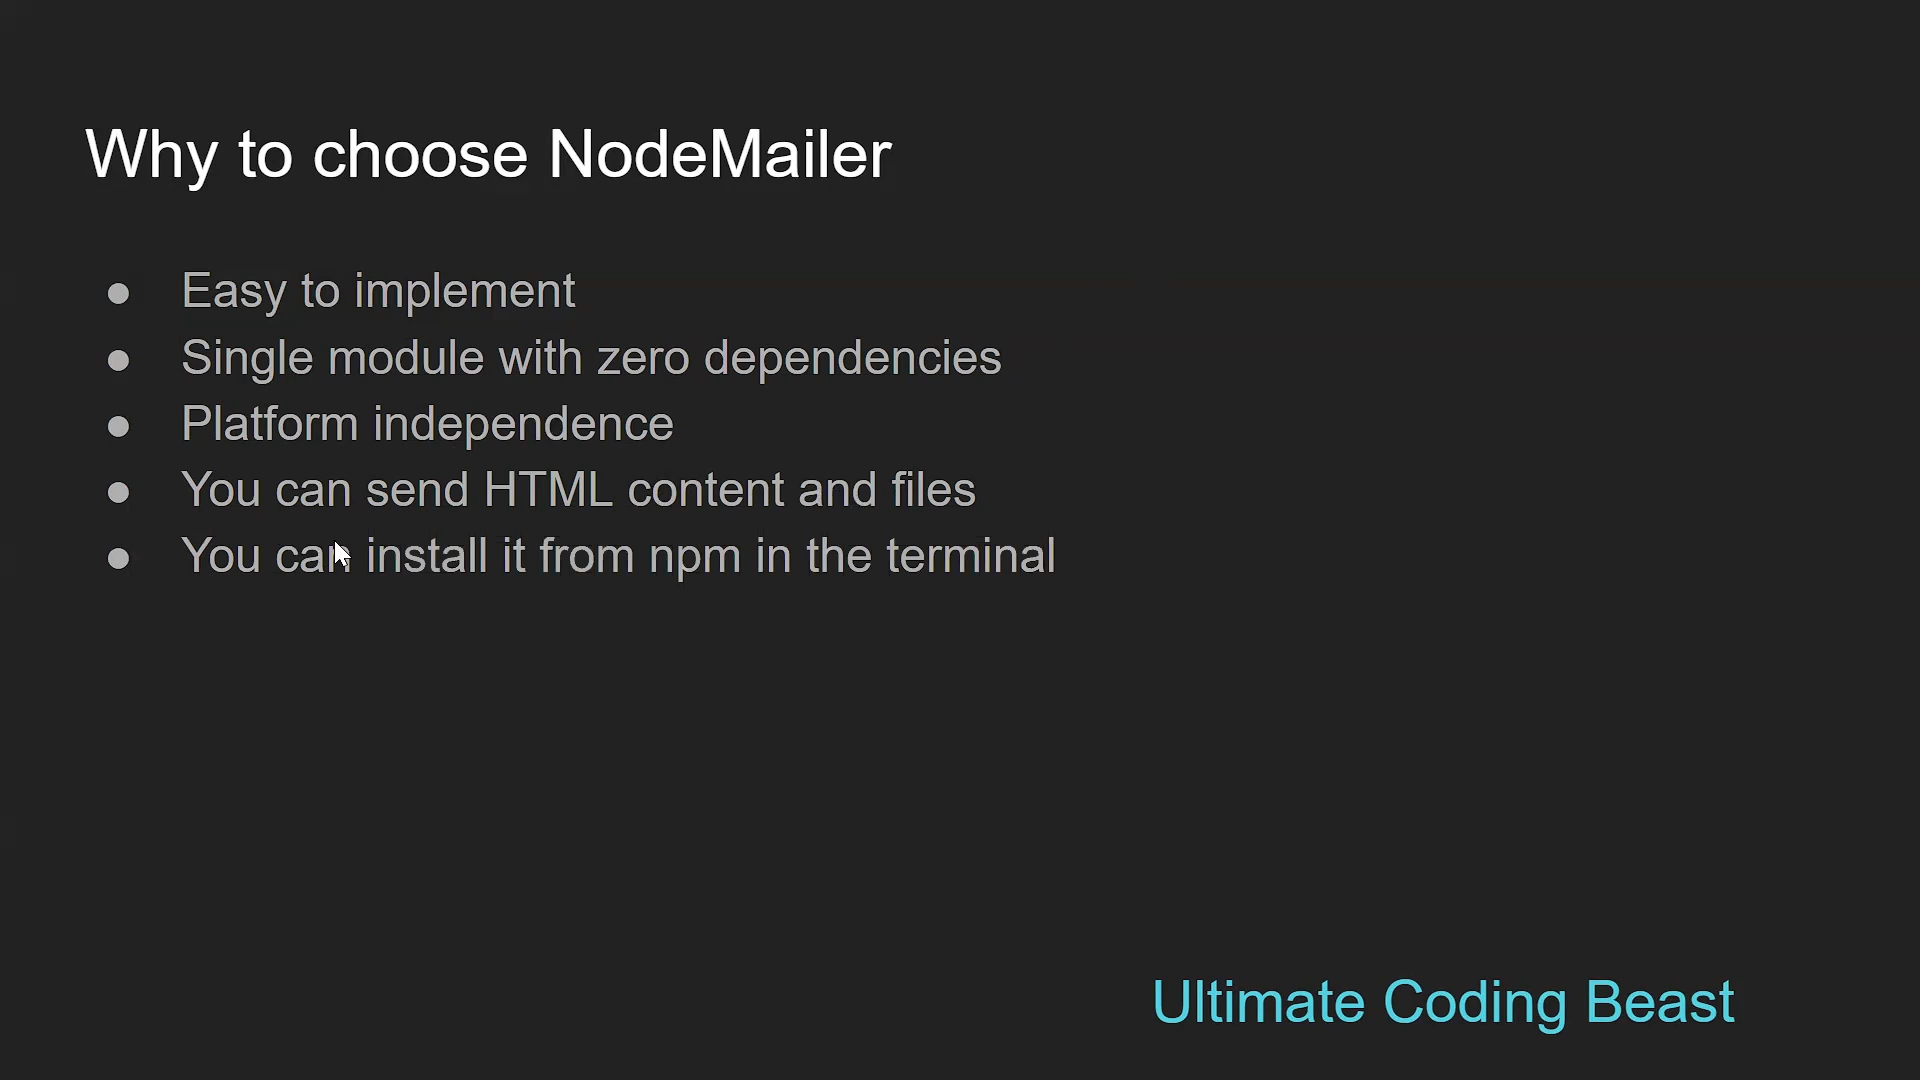 Why to choose NodeMailer
● Easy to implement
● Single module with zero dependencies
● Platform independence
● You can send HTML content and files
● You can install it from npm in the terminal
Ultimate Coding Beast